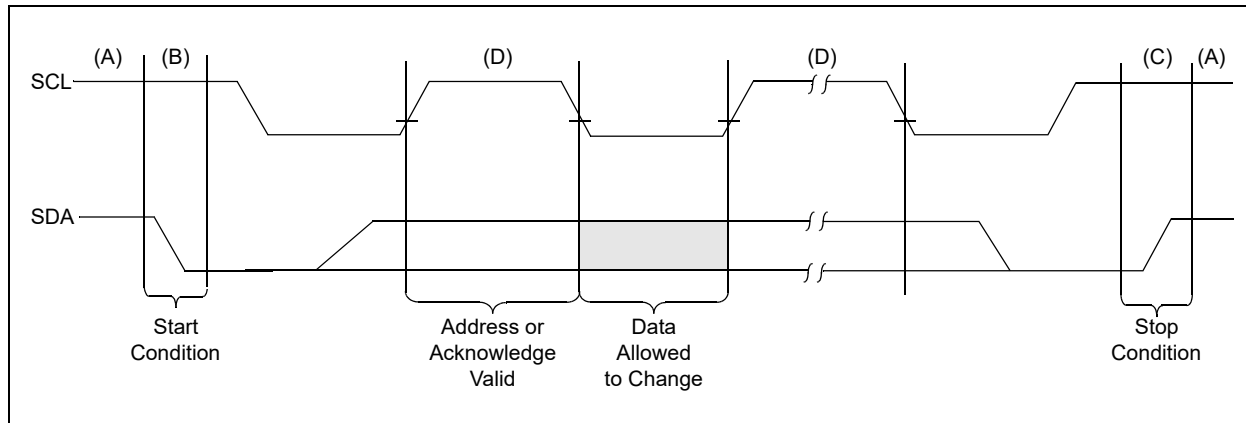 (A) (B) (D) (D) (C) (A)
SCL
SDA
Start
Condition
Address or
Acknowledge
Valid
Data
Allowed
to Change
Stop
Condition